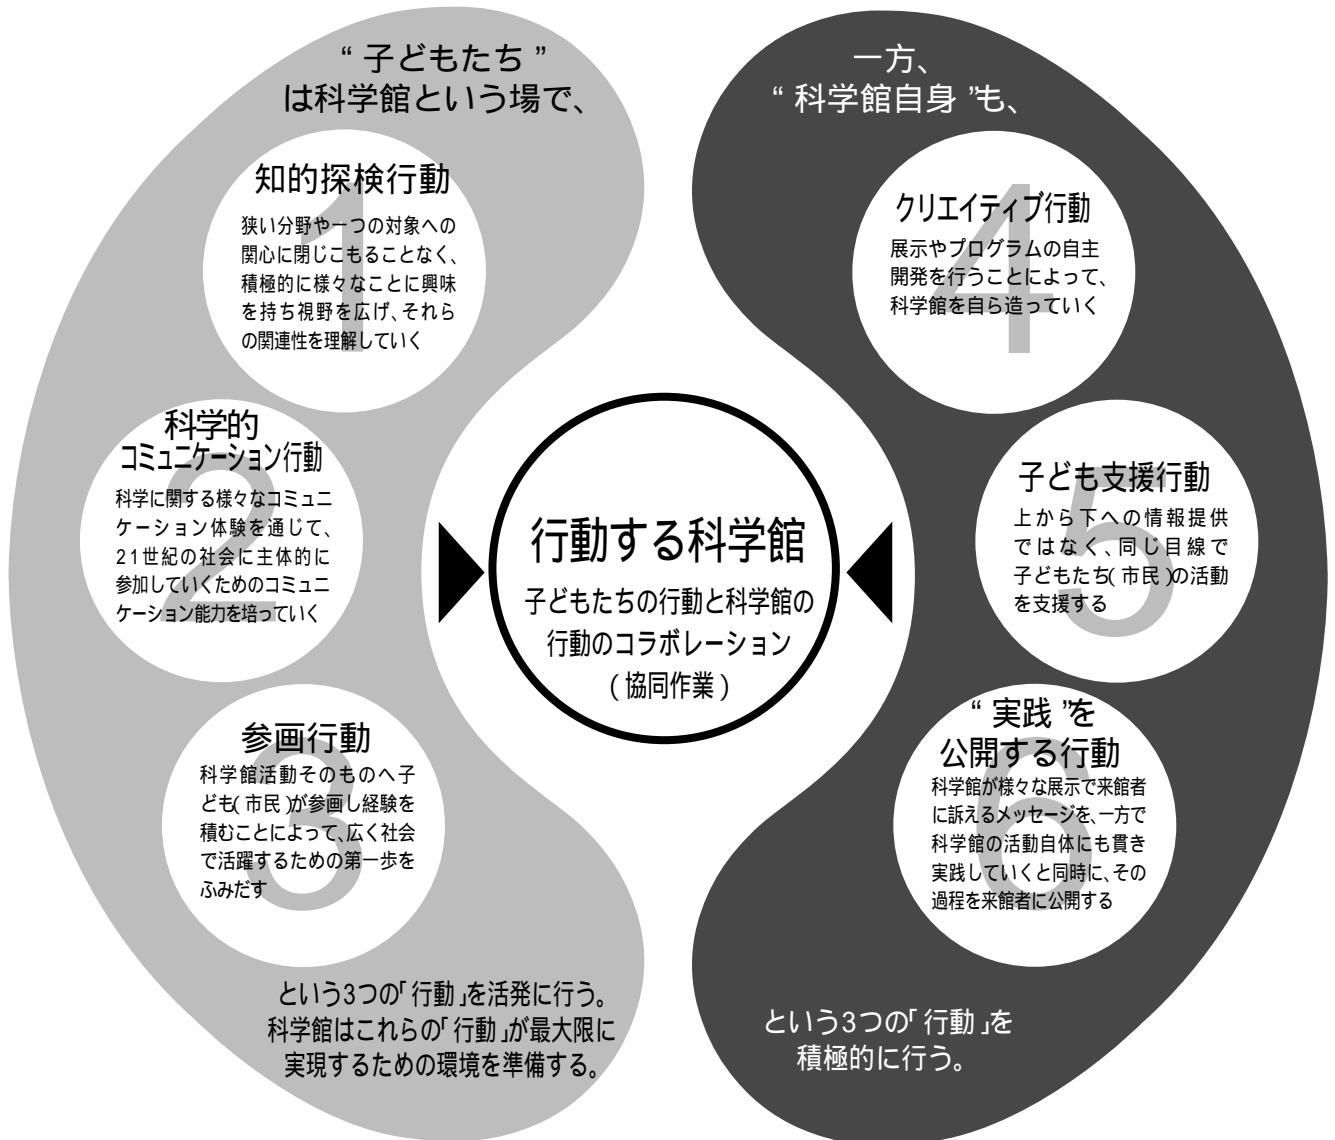 “子どもたち”
は科学館という場で、
1
知的探検行動
狭い分野や一つの対象への
関心に閉じこもることなく、
積極的に様々なことに興味
を持ち視野を広げ、それら
の関連性を理解していく
2
科学的
コミュニケーション行動
科学に関する様々なコミュニ
ケーション体験を通じて、
21世紀の社会に主体的に
参加していくためのコミュニ
ケーション能力を培っていく
3
参画行動
科学館活動そのものへ子
ども(市民)が参画し経験を
積むことによって、広く社会
で活躍するための第一歩を
ふみだす
という3つの「行動」を活発に行う。
科学館はこれらの「行動」が最大限に
実現するための環境を準備する。
行動する科学館
子どもたちの行動と科学館の
行動のコラボレーション
(協同作業)
一方、
“科学館自身”も、
4
クリエイティブ行動
展示やプログラムの自主
開発を行うことによって、
科学館を自ら造っていく
5
子ども支援行動
上から下への情報提供
ではなく、同じ目線で
子どもたち(市民)の活動
を支援する
6
“実践”を
公開する行動
科学館が様々な展示で来館者
に訴えるメッセージを、一方で
科学館の活動自体にも貫き
実践していくと同時に、その
過程を来館者に公開する
という3つの「行動」を
積極的に行う。